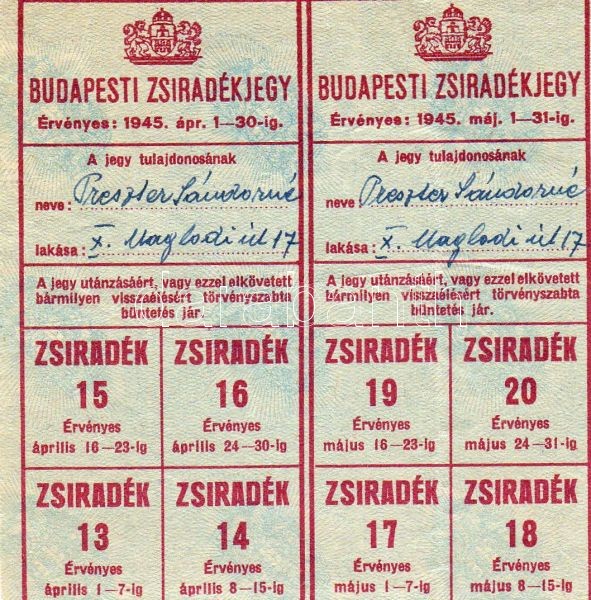 BUDAPESTI ZSIRADÉKJEGY
Érvényes: 1945. ápr. 1—30-ig.
A jegy tulajdonosának
neve: Preszter Sándorné
lakása: X. Maglodi út 17
A jegy utánzásáért, vagy ezzel elkövetett
bármilyen visszaélésért törvényszabta
büntetés jár.
ZSIRADÉK
15
Érvényes
április 16—23-ig
ZSIRADÉK
16
Érvényes
április 24—30-ig
ZSIRADÉK
13
Érvényes
április 1—7-ig
ZSIRADÉK
14
Érvényes
április 8—15-ig
BUDAPESTI ZSIRADÉKJEGY
Érvényes: 1945. máj. 1—31-ig.
A jegy tulajdonosának
neve Preszter Sándorné
lakása: X. Maglodi út 17
A jegy utánzásáért, vagy ezzel elkövetett
bármilyen visszaélésért törvényszabta
büntetés jár.
ZSIRADÉK
19
Érvényes
május 16—23-ig
ZSIRADÉK
20
Érvényes
május 24—31-ig
ZSIRADÉK
17
Érvényes
május 1—7-ig
ZSIRADÉK
18
Érvényes
május 8—15-ig